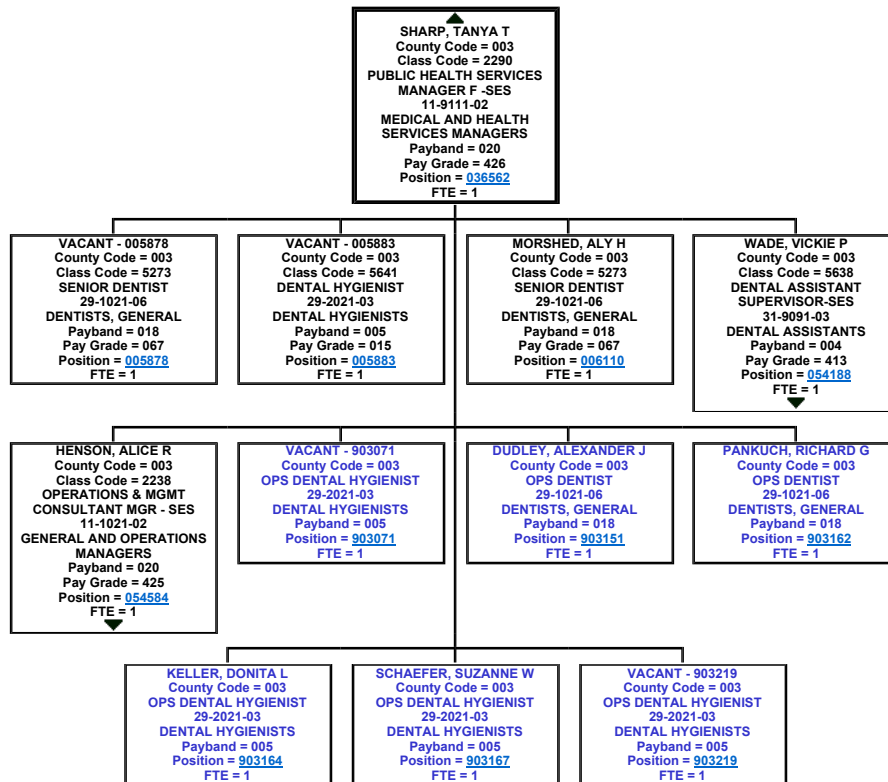 SHARP, TANYA T
County Code = 003
Class Code = 2290
PUBLIC HEALTH SERVICES
MANAGER F -SES
11-9111-02
MEDICAL AND HEALTH
SERVICES MANAGERS
Payband = 020
Pay Grade = 426
Position = 036562
FTE = 1
VACANT - 005878
County Code = 003
Class Code = 5273
SENIOR DENTIST
29-1021-06
DENTISTS, GENERAL
Payband = 018
Pay Grade = 067
Position = 005878
FTE = 1
VACANT - 005883
County Code = 003
Class Code = 5641
DENTAL HYGIENIST
29-2021-03
DENTAL HYGIENISTS
Payband = 005
Pay Grade = 015
Position = 005883
FTE = 1
MORSHED, ALY H
County Code = 003
Class Code = 5273
SENIOR DENTIST
29-1021-06
DENTISTS, GENERAL
Payband = 018
Pay Grade = 067
Position = 006110
FTE = 1
WADE, VICKIE P
County Code = 003
Class Code = 5638
DENTAL ASSISTANT
SUPERVISOR-SES
31-9091-03
DENTAL ASSISTANTS
Payband = 004
Pay Grade = 413
Position = 054188
FTE = 1
HENSON, ALICE R
County Code = 003
Class Code = 2238
OPERATIONS & MGMT
CONSULTANT MGR - SES
11-1021-02
GENERAL AND OPERATIONS
MANAGERS
Payband = 020
Pay Grade = 425
Position = 054584
FTE = 1
VACANT - 903071
County Code = 003
OPS DENTAL HYGIENIST
29-2021-03
DENTAL HYGIENISTS
Payband = 005
Position = 903071
FTE = 1
DUDLEY, ALEXANDER J
County Code = 003
OPS DENTIST
29-1021-06
DENTISTS, GENERAL
Payband = 018
Position = 903151
FTE = 1
PANKUCH, RICHARD G
County Code = 003
OPS DENTIST
29-1021-06
DENTISTS, GENERAL
Payband = 018
Position = 903162
FTE = 1
KELLER, DONITA L
County Code = 003
OPS DENTAL HYGIENIST
29-2021-03
DENTAL HYGIENISTS
Payband = 005
Position = 903164
FTE = 1
SCHAEFER, SUZANNE W
County Code = 003
OPS DENTAL HYGIENIST
29-2021-03
DENTAL HYGIENISTS
Payband = 005
Position = 903167
FTE = 1
VACANT - 903219
County Code = 003
OPS DENTAL HYGIENIST
29-2021-03
DENTAL HYGIENISTS
Payband = 005
Position = 903219
FTE = 1